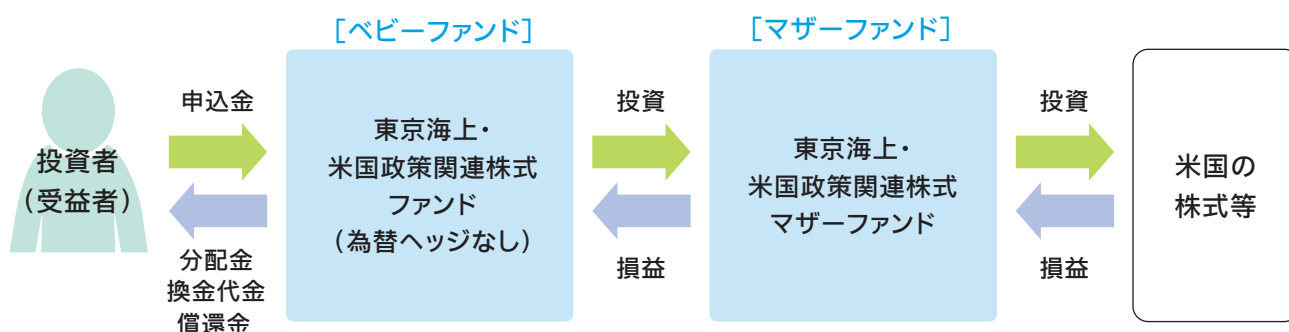 ［ベビーファンド］
［マザーファンド］
申込金
投資者
（受益者）
分配金
換金代金
償還金
東京海上・
米国政策関連株式
ファンド
（為替ヘッジなし）
投資
損益
東京海上・
米国政策関連株式
マザーファンド
投資
損益
米国の
株式等